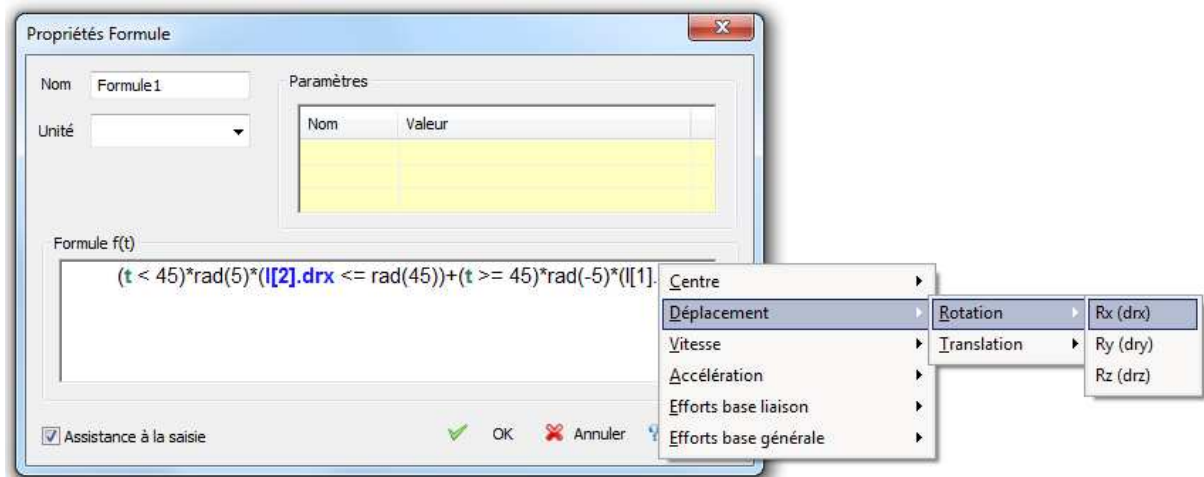 Propriétés Formule
x
Nom Formule1
Unité
Paramètres
Nom Valeur
Formule f(t)
(t < 45)*rad(5)*(l[2].drx <= rad(45))+(t >= 45)*rad(-5)*(l[1].
Centre
Déplacement
Vitesse
Accélération
Efforts base liaison
Efforts base générale
Rotation
Translation
Rx (drx)
Ry (dry)
Rz (drz)
Assistance à la saisie
OK
Annuler
?